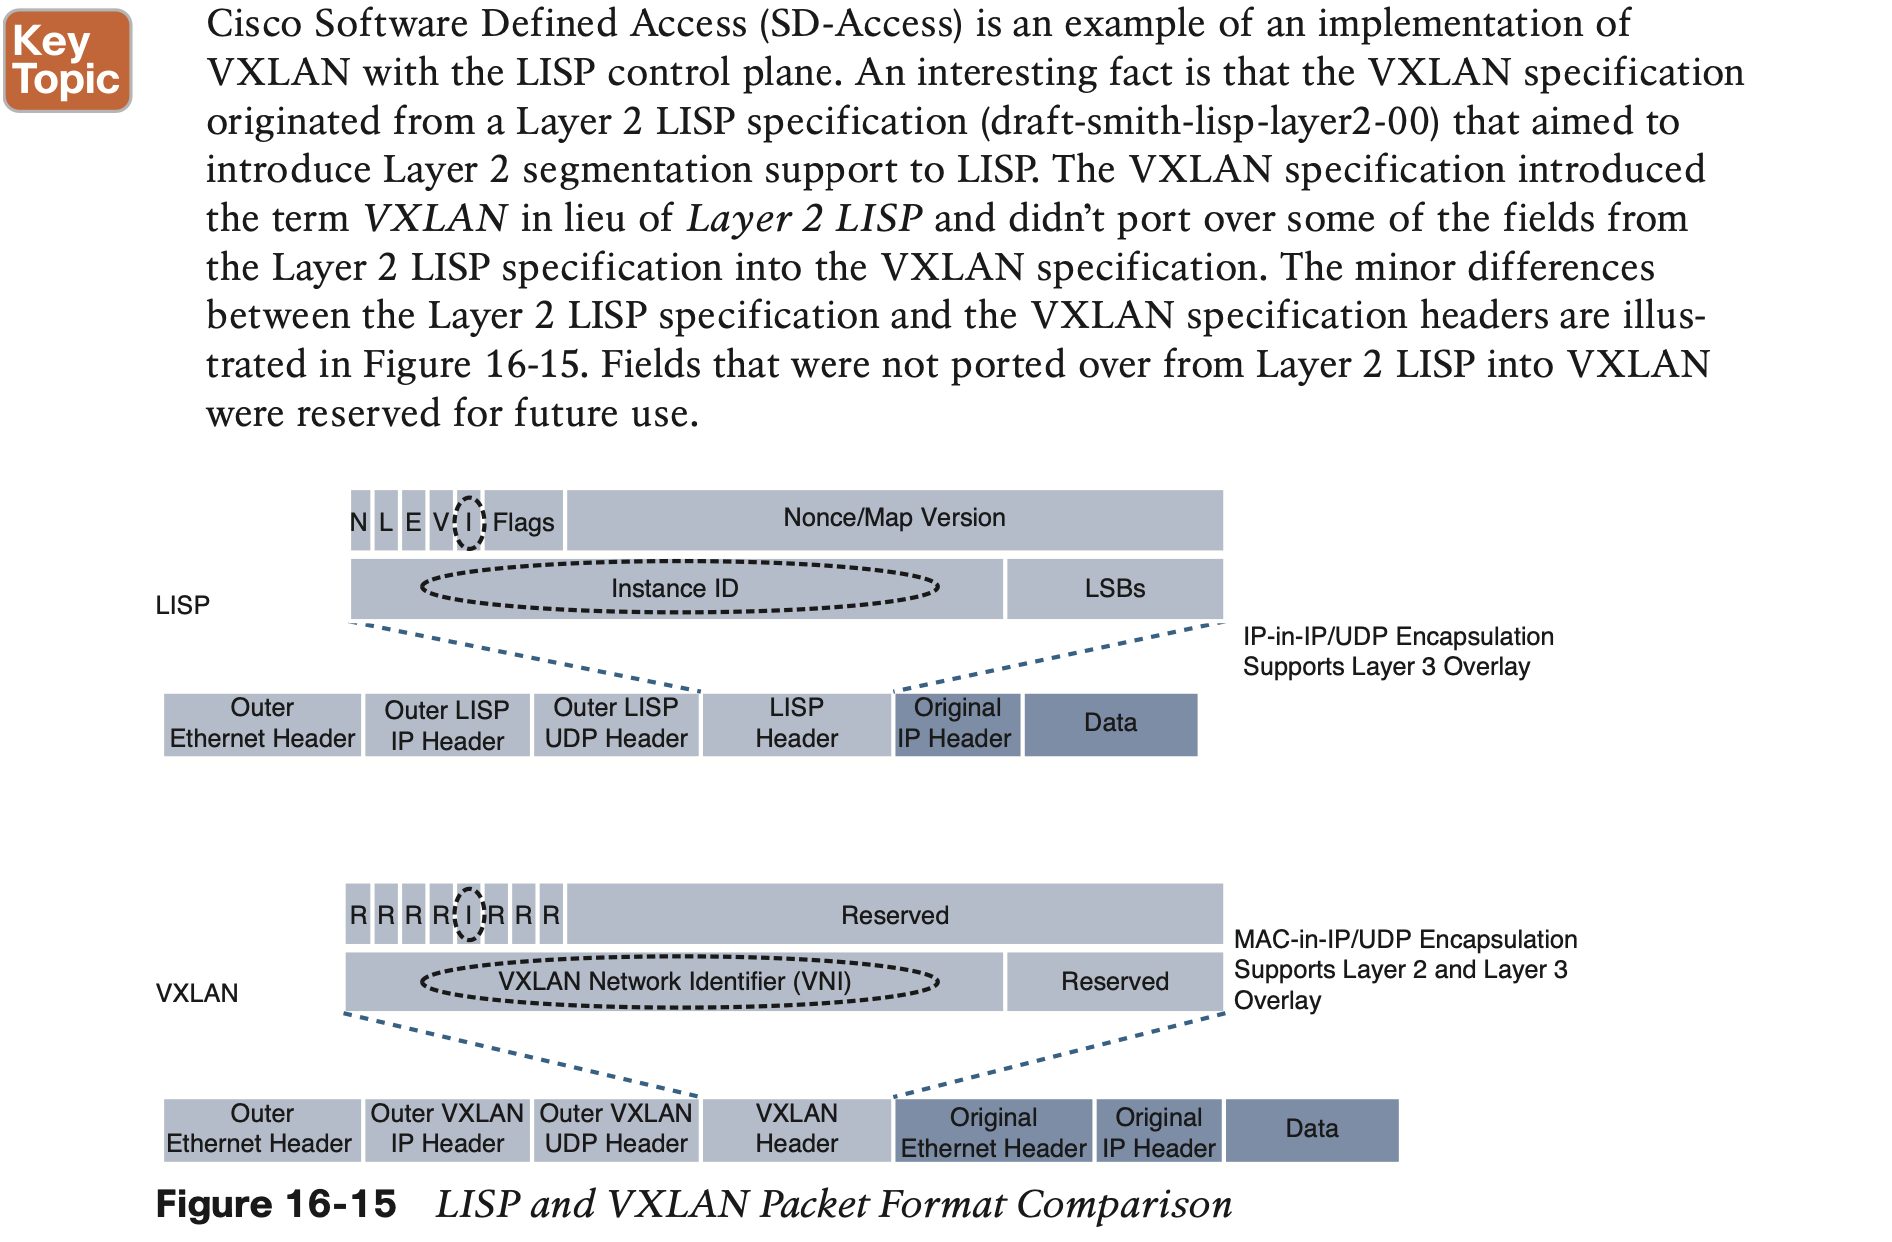 Key
Topic
Cisco Software Defined Access (SD-Access) is an example of an implementation of
VXLAN with the LISP control plane. An interesting fact is that the VXLAN specification
originated from a Layer 2 LISP specification (draft-smith-lisp-layer2-00) that aimed to
introduce Layer 2 segmentation support to LISP. The VXLAN specification introduced
the term VXLAN in lieu of Layer 2 LISP and didn’t port over some of the fields from
the Layer 2 LISP specification into the VXLAN specification. The minor differences
between the Layer 2 LISP specification and the VXLAN specification headers are illus-
trated in Figure 16-15. Fields that were not ported over from Layer 2 LISP into VXLAN
were reserved for future use.
N L E V I Flags Nonce/Map Version
Instance ID LSBs
LISP
IP-in-IP/UDP Encapsulation
Supports Layer 3 Overlay
Outer
Ethernet Header
Outer LISP
IP Header
Outer LISP
UDP Header
LISP
Header
Original
IP Header
Data
R R R R I R R R Reserved
VXLAN Network Identifier (VNI) Reserved
VXLAN
MAC-in-IP/UDP Encapsulation
Supports Layer 2 and Layer 3
Overlay
Outer
Ethernet Header
Outer VXLAN
IP Header
Outer VXLAN
UDP Header
VXLAN
Header
Original
Ethernet Header
Original
IP Header
Data
Figure 16-15 LISP and VXLAN Packet Format Comparison